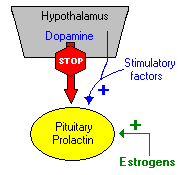 Hypothalamus
Dopamine
STOP
Stimulatory
factors
+
Pituitary
Prolactin
+
Estrogens